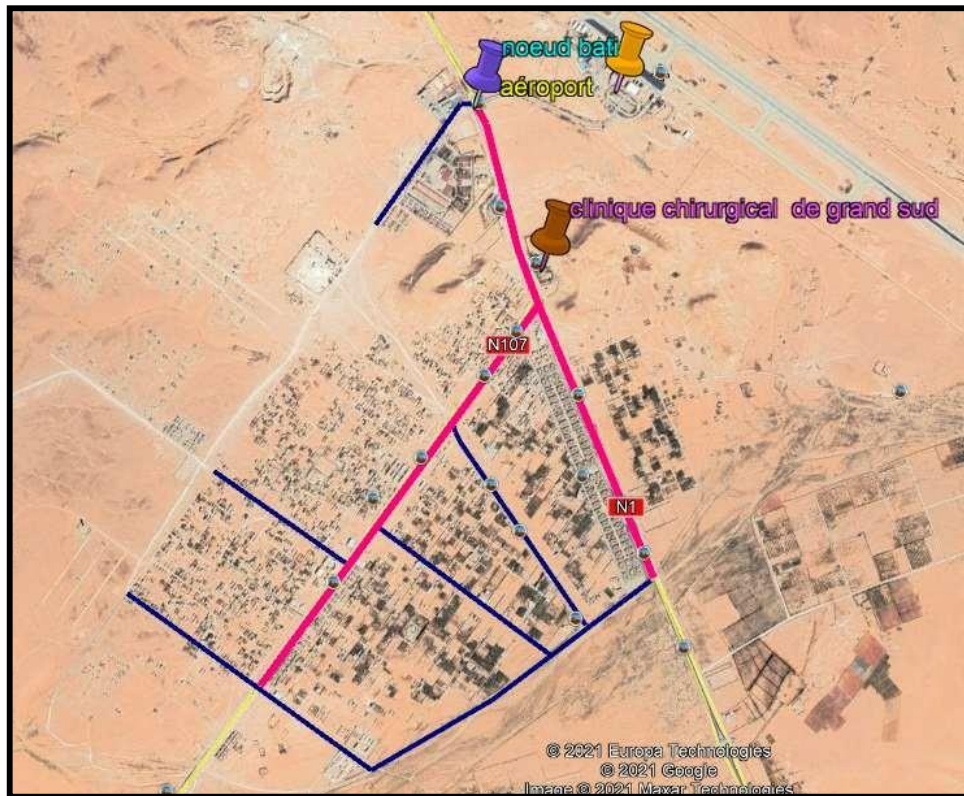 noeud bati
aéroport
clinique chirurgical de grand sud
N107
N1
© 2021 Europa Technologies
© 2021 Google
Image © 2021 Maxar Technologies